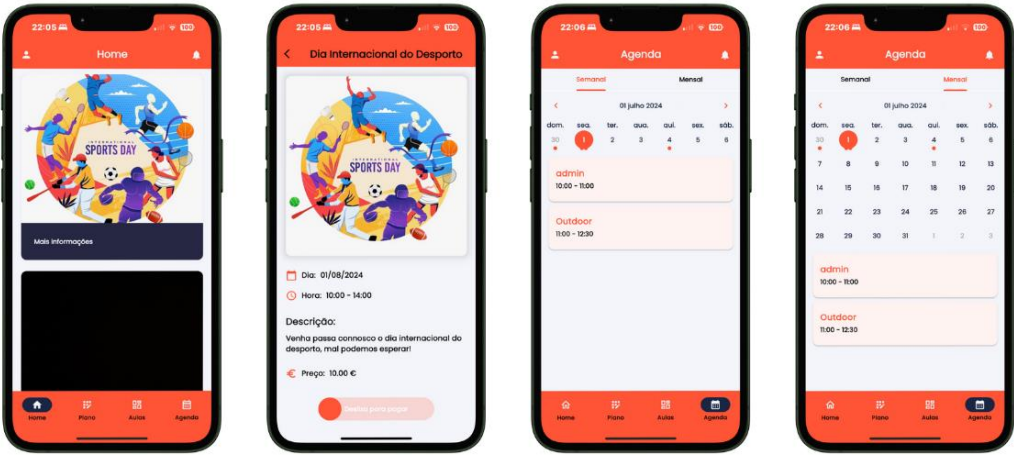 22:05
100
Home
INTERNATIONAL
SPORTS DAY
Mais informações
Home Plano Aulas Agenda
22:05
100
Dia Internacional do Desporto
INTERNATIONAL
SPORTS DAY
Dia: 01/08/2024
Hora: 10:00 - 14:00
Descrição:
Venha passa connosco o dia internacional do
desporto, mal podemos esperar!
Preço: 10.00 €
Deslize para pagar
22:06
100
Agenda
Semanal Mensal
01 julho 2024
dom. seg. ter. qua. qui. sex. sáb.
30 1 2 3 4 5 6
admin
10:00 - 11:00
Outdoor
11:00 - 12:30
Home Plano Aulas Agenda
22:06
100
Agenda
Semanal Mensal
01 julho 2024
dom. seg. ter. qua. qui. sex. sáb.
30 1 2 3 4 5 6
7 8 9 10 11 12 13
14 15 16 17 18 19 20
21 22 23 24 25 26 27
28 29 30 31 1 2 3
admin
10:00 - 11:00
Outdoor
11:00 - 12:30
Home Plano Aulas Agenda